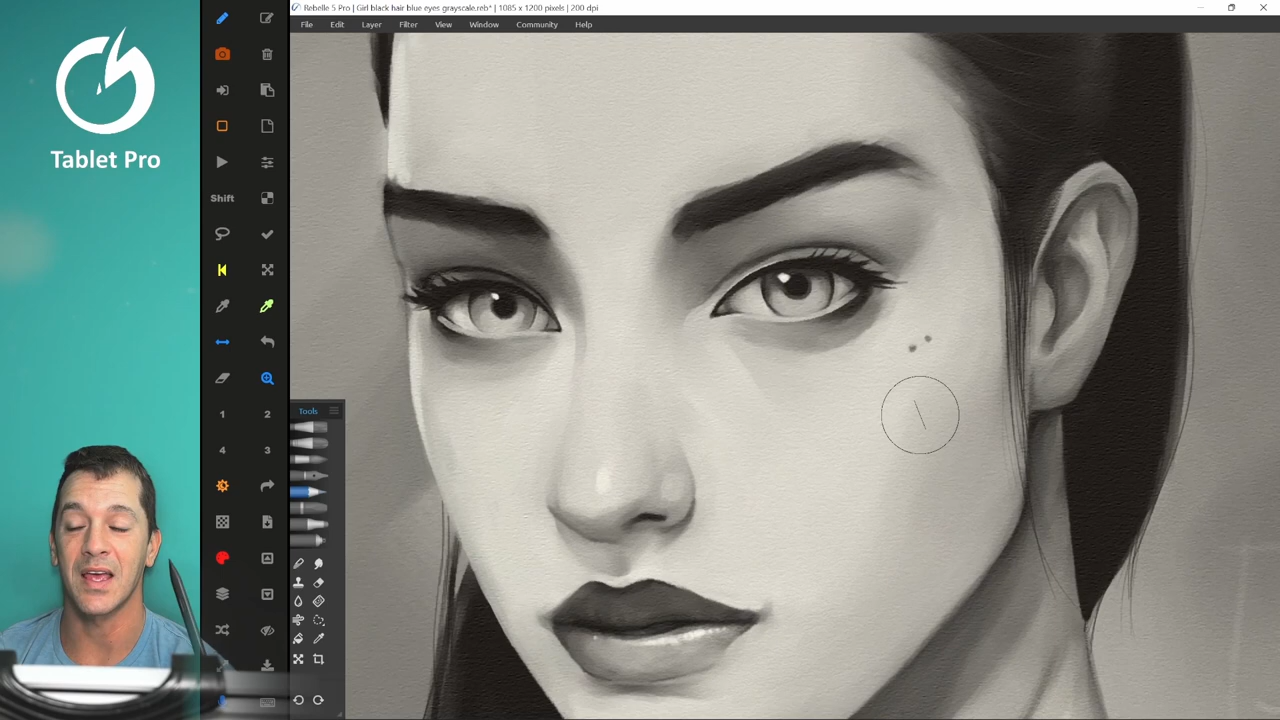 Rebelle 5 Pro | Girl black hair blue eyes grayscale.reb* | 1085 x 1200 pixels | 200 dpi
File Edit Layer Filter View Window Community Help
Tablet Pro
Shift
Tools
1 2
4 3